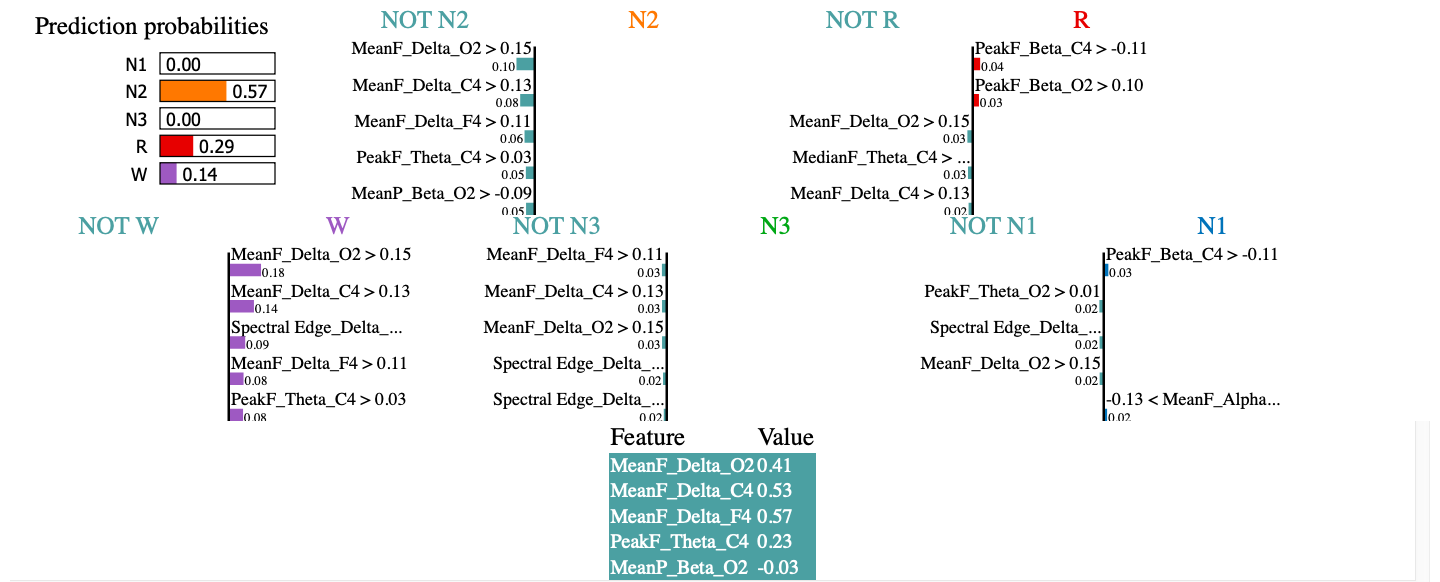 Prediction probabilities
N1 0.00
N2 0.57
N3 0.00
R 0.29
W 0.14
NOT N2 N2
MeanF_Delta_O2 > 0.15
0.10
MeanF_Delta_C4 > 0.13
0.08
MeanF_Delta_F4 > 0.11
0.06
PeakF_Theta_C4 > 0.03
0.05
MeanP_Beta_O2 > -0.09
0.05
NOT R R
PeakF_Beta_C4 > -0.11
0.04
PeakF_Beta_O2 > 0.10
0.03
MeanF_Delta_O2 > 0.15
0.03
MedianF_Theta_C4 > ...
0.03
MeanF_Delta_C4 > 0.13
0.02
NOT W W
MeanF_Delta_O2 > 0.15
0.18
MeanF_Delta_C4 > 0.13
0.14
Spectral Edge_Delta_...
0.09
MeanF_Delta_F4 > 0.11
0.08
PeakF_Theta_C4 > 0.03
0.08
NOT N3 N3
MeanF_Delta_F4 > 0.11
0.03
MeanF_Delta_C4 > 0.13
0.03
MeanF_Delta_O2 > 0.15
0.03
Spectral Edge_Delta_...
0.02
Spectral Edge_Delta_...
0.02
NOT N1 N1
PeakF_Beta_C4 > -0.11
0.03
PeakF_Theta_O2 > 0.01
0.02
Spectral Edge_Delta_...
0.02
MeanF_Delta_O2 > 0.15
0.02
-0.13 < MeanF_Alpha...
0.02
Feature Value
MeanF_Delta_O2 0.41
MeanF_Delta_C4 0.53
MeanF_Delta_F4 0.57
PeakF_Theta_C4 0.23
MeanP_Beta_O2 -0.03